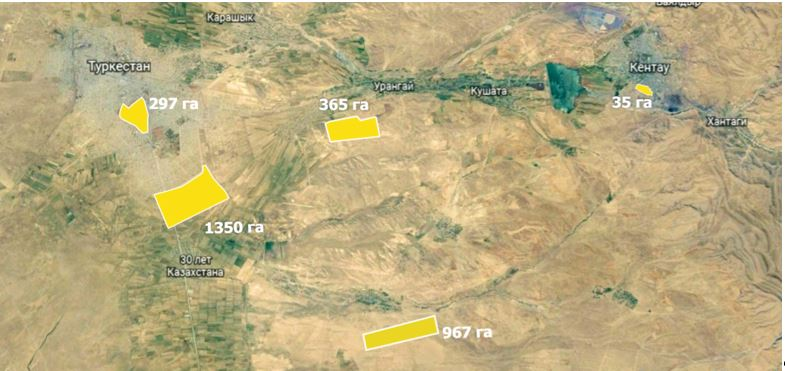 Баялдыр
Карашык
Туркестан
Кентау
Урангай
Кушата
297 га
365 га
35 га
Хантаги
1350 га
30 лет
Казахстана
967 га